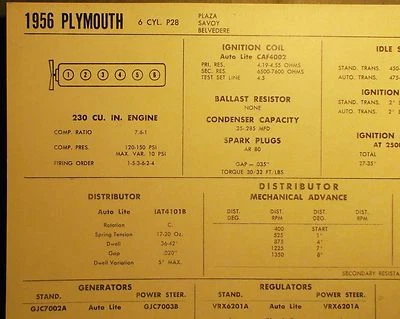 1956 PLYMOUTH
6 CYL. P28
PLAZA
SAVOY
BELVEDERE
1 2 3 4 5 6
230 CU. IN. ENGINE
COMP. RATIO 7.6-1
COMP. PRES. 120-150 PSI
MAX. VAR. 10 PSI
FIRING ORDER 1-5-3-6-2-4
IGNITION COIL
Auto Lite CAF4002
PRI. RES. 4.19-4.55 OHMS
SEC. RES. 6500-7600 OHMS
TEST SET LINE 4.5
BALLAST RESISTOR
NONE
CONDENSER CAPACITY
.25-.285 MFD
SPARK PLUGS
AR 80
GAP — .035"
TORQUE 30/32 FT/LBS
IDLE S
STAND. TRANS. 450-
AUTO. TRANS. 475-
IGNITION
STAND. TRANS. 2°
AUTO. TRANS. 2°
IGNITION A
AT 2500
TOTAL
27-35°
DISTRIBUTOR
Auto Lite IAT4101B
Rotation C.
Spring Tension 17-20 Oz.
Dwell 36-42°
Gap .020"
Dwell Variation 5° MAX.
DISTRIBUTOR
MECHANICAL ADVANCE
DIST. RPM DIST. DEG. DIST. DEG. DIST. RPM
400 START
525 1°
875 4°
1225 7°
1350 8°
SECONDARY RESISTA
GENERATORS
STAND. POWER STEER.
GJC7002A Auto Lite GJC7003B
REGULATORS
STAND. POWER STEER.
VRX6201A Auto Lite VRX6201A